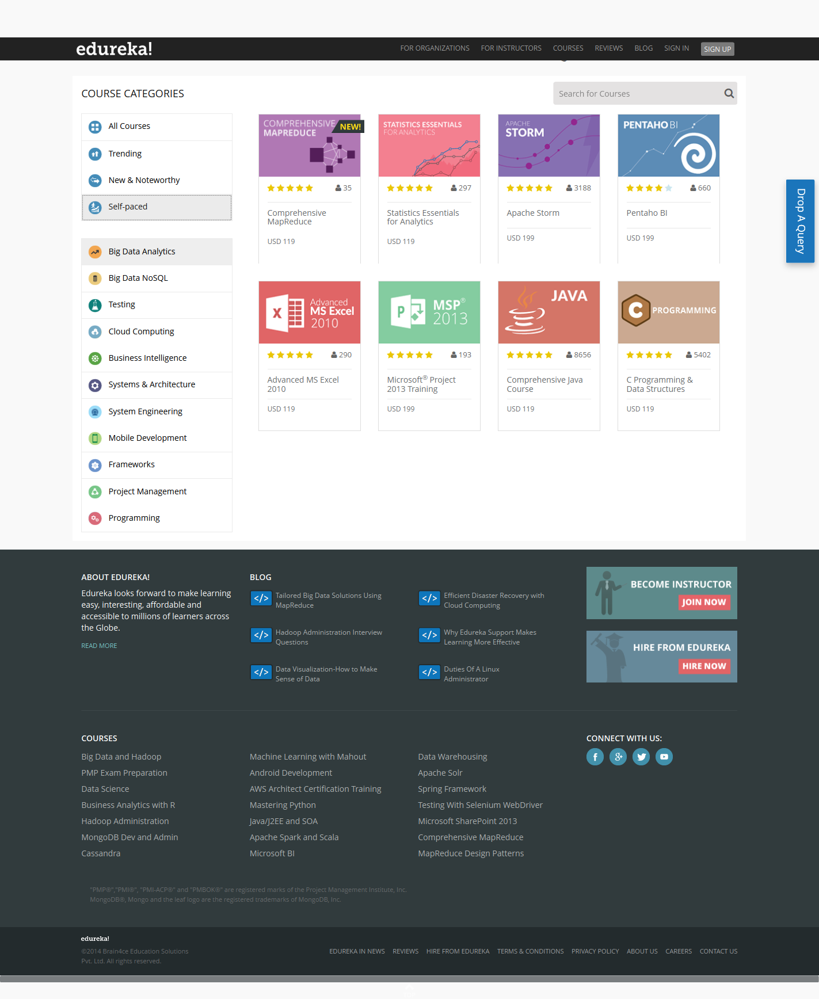 edureka!
FOR ORGANIZATIONS FOR INSTRUCTORS COURSES REVIEWS BLOG SIGN IN SIGN UP
COURSE CATEGORIES
Search for Courses
All Courses
Trending
New & Noteworthy
Self-paced
Big Data Analytics
Big Data NoSQL
Testing
Cloud Computing
Business Intelligence
Systems & Architecture
System Engineering
Mobile Development
Frameworks
Project Management
Programming
COMPREHENSIVE
MAPREDUCE
NEW!
35
Comprehensive
MapReduce
USD 119
STATISTICS ESSENTIALS
FOR ANALYTICS
297
Statistics Essentials
for Analytics
USD 119
APACHE
STORM
3188
Apache Storm
USD 199
PENTAHO BI
660
Pentaho BI
USD 199
X
Advanced
MS Excel
2010
290
Advanced MS Excel
2010
USD 119
P
MSP®
2013
193
Microsoft® Project
2013 Training
USD 199
JAVA
8656
Comprehensive Java
Course
USD 119
C PROGRAMMING
5402
C Programming &
Data Structures
USD 119
Drop A Query
ABOUT EDUREKA!
Edureka looks forward to make learning
easy, interesting, affordable and
accessible to millions of learners across
the Globe.
READ MORE
BLOG
</> Tailored Big Data Solutions Using
MapReduce
</> Hadoop Administration Interview
Questions
</> Data Visualization-How to Make
Sense of Data
</> Efficient Disaster Recovery with
Cloud Computing
</> Why Edureka Support Makes
Learning More Effective
</> Duties Of A Linux
Administrator
BECOME INSTRUCTOR
JOIN NOW
HIRE FROM EDUREKA
HIRE NOW
COURSES
Big Data and Hadoop
PMP Exam Preparation
Data Science
Business Analytics with R
Hadoop Administration
MongoDB Dev and Admin
Cassandra
Machine Learning with Mahout
Android Development
AWS Architect Certification Training
Mastering Python
Java/J2EE and SOA
Apache Spark and Scala
Microsoft BI
Data Warehousing
Apache Solr
Spring Framework
Testing With Selenium WebDriver
Microsoft SharePoint 2013
Comprehensive MapReduce
MapReduce Design Patterns
CONNECT WITH US:
"PMP®","PMI®", "PMI-ACP®" and "PMBOK®" are registered marks of the Project Management Institute, Inc.
MongoDB®, Mongo and the leaf logo are the registered trademarks of MongoDB, Inc.
edureka!
©2014 Brain4ce Education Solutions
Pvt. Ltd. All rights reserved.
EDUREKA IN NEWS REVIEWS HIRE FROM EDUREKA TERMS & CONDITIONS PRIVACY POLICY ABOUT US CAREERS CONTACT US